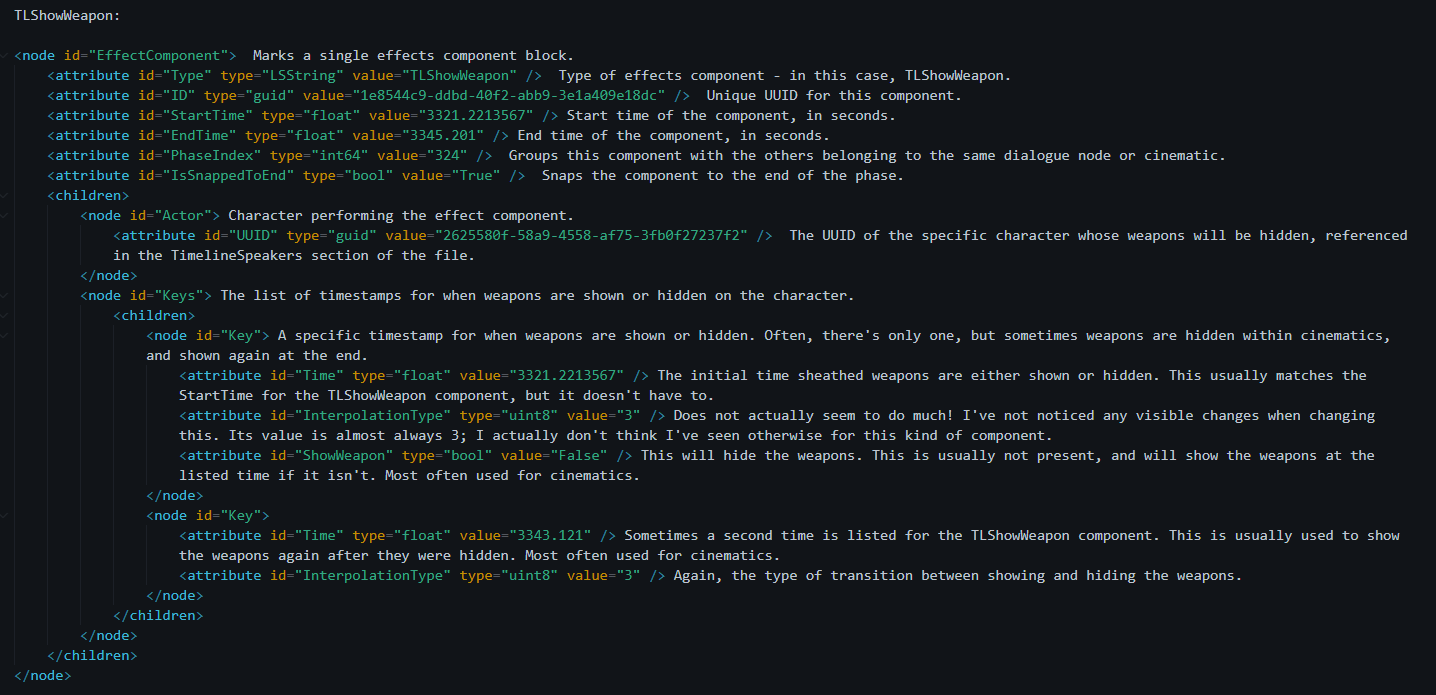 TLShowWeapon:
<node id="EffectComponent">  Marks a single effects component block.
<attribute id="Type" type="LSString" value="TLShowWeapon" />  Type of effects component - in this case, TLShowWeapon.
<attribute id="ID" type="guid" value="1e8544c9-ddbd-40f2-abb9-3e1a409e18dc" />  Unique UUID for this component.
<attribute id="StartTime" type="float" value="3321.2213567" /> Start time of the component, in seconds.
<attribute id="EndTime" type="float" value="3345.201" /> End time of the component, in seconds.
<attribute id="PhaseIndex" type="int64" value="324" />  Groups this component with the others belonging to the same dialogue node or cinematic.
<attribute id="IsSnappedToEnd" type="bool" value="True" />  Snaps the component to the end of the phase.
<children>
<node id="Actor"> Character performing the effect component.
<attribute id="UUID" type="guid" value="2625580f-58a9-4558-af75-3fb0f27237f2" />  The UUID of the specific character whose weapons will be hidden, referenced
in the TimelineSpeakers section of the file.
</node>
<node id="Keys"> The list of timestamps for when weapons are shown or hidden on the character.
<children>
<node id="Key"> A specific timestamp for when weapons are shown or hidden. Often, there's only one, but sometimes weapons are hidden within cinematics,
and shown again at the end.
<attribute id="Time" type="float" value="3321.2213567" /> The initial time sheathed weapons are either shown or hidden. This usually matches the
StartTime for the TLShowWeapon component, but it doesn't have to.
<attribute id="InterpolationType" type="uint8" value="3" /> Does not actually seem to do much! I've not noticed any visible changes when changing
this. Its value is almost always 3; I actually don't think I've seen otherwise for this kind of component.
<attribute id="ShowWeapon" type="bool" value="False" /> This will hide the weapons. This is usually not present, and will show the weapons at the
listed time if it isn't. Most often used for cinematics.
</node>
<node id="Key">
<attribute id="Time" type="float" value="3343.121" /> Sometimes a second time is listed for the TLShowWeapon component. This is usually used to show
the weapons again after they were hidden. Most often used for cinematics.
<attribute id="InterpolationType" type="uint8" value="3" /> Again, the type of transition between showing and hiding the weapons.
</node>
</children>
</node>
</children>
</node>